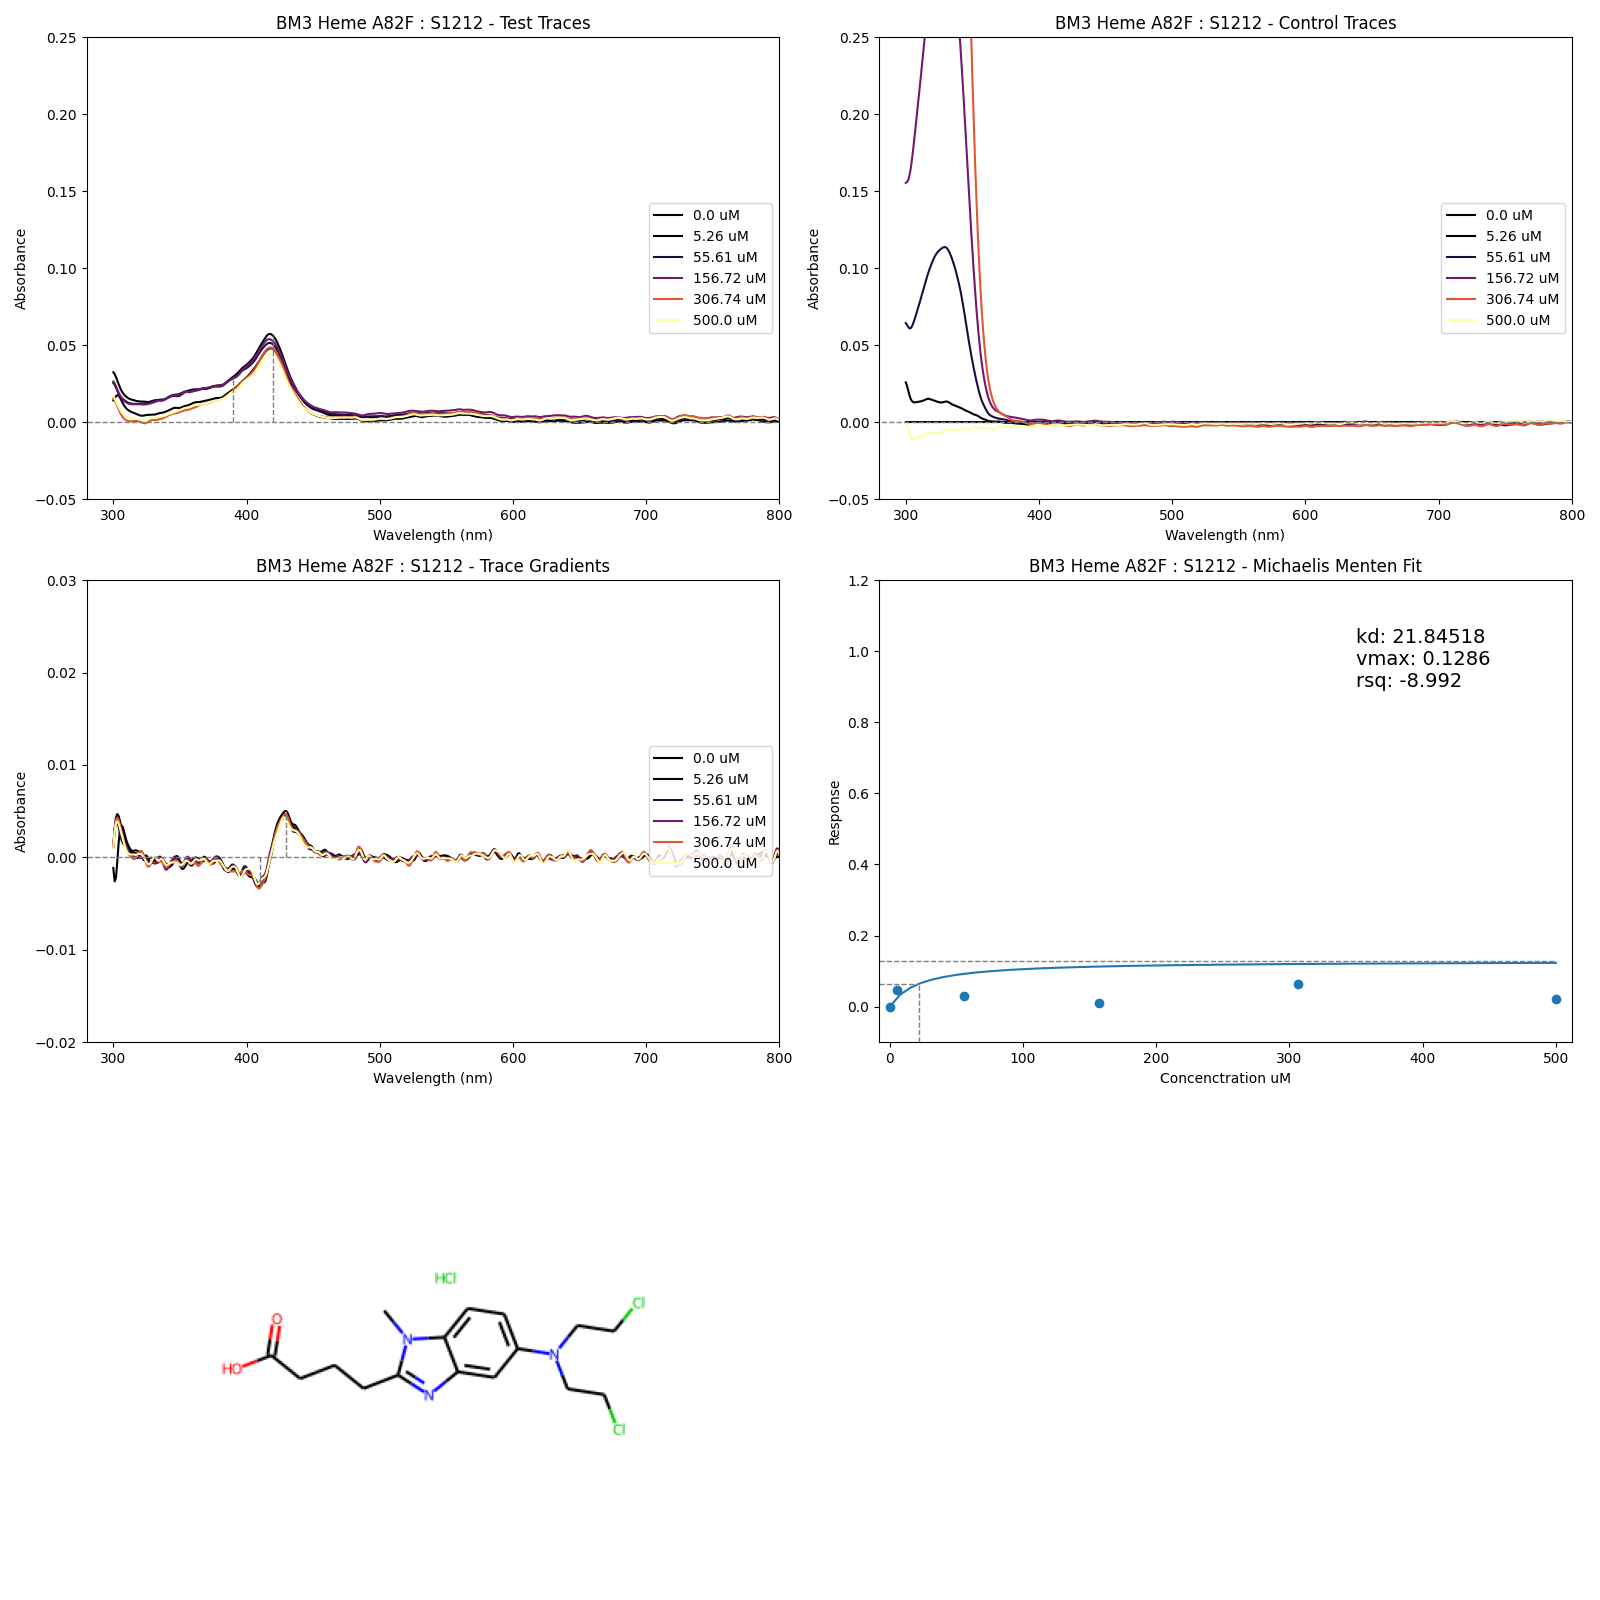 BM3 Heme A82F : S1212 - Test Traces
0.25
0.20
0.15
0.10
0.05
0.00
−0.05
Absorbance
300 400 500 600 700 800
Wavelength (nm)
0.0 uM
5.26 uM
55.61 uM
156.72 uM
306.74 uM
500.0 uM
BM3 Heme A82F : S1212 - Control Traces
0.25
0.20
0.15
0.10
0.05
0.00
−0.05
Absorbance
300 400 500 600 700 800
Wavelength (nm)
0.0 uM
5.26 uM
55.61 uM
156.72 uM
306.74 uM
500.0 uM
BM3 Heme A82F : S1212 - Trace Gradients
0.03
0.02
0.01
0.00
−0.01
−0.02
Absorbance
300 400 500 600 700 800
Wavelength (nm)
0.0 uM
5.26 uM
55.61 uM
156.72 uM
306.74 uM
500.0 uM
BM3 Heme A82F : S1212 - Michaelis Menten Fit
1.2
1.0
0.8
0.6
0.4
0.2
0.0
Response
kd: 21.84518
vmax: 0.1286
rsq: -8.992
0 100 200 300 400 500
Concenctration uM
HCl
Cl
O
N
N
HO
N
Cl